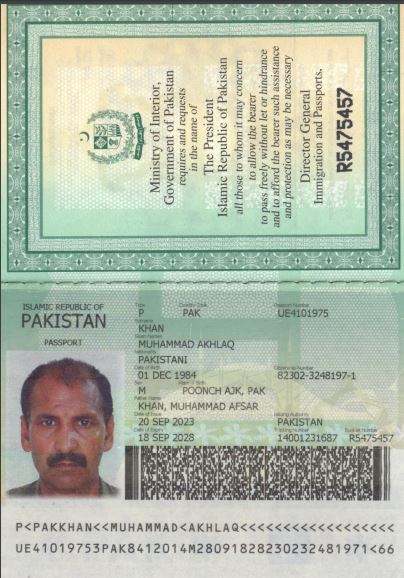 Ministry of Interior,
Government of Pakistan
requires and requests
in the name of
The President
Islamic Republic of Pakistan
all those to whom it may concern
to allow the bearer
to pass freely without let or hindrance
and to afford the bearer such assistance
and protection as may be necessary
Director General
Immigration and Passports.
R5475457
ISLAMIC REPUBLIC OF
PAKISTAN
PASSPORT
Type Country Code Passport Number
P PAK UE4101975
Surname
KHAN
Given Names
MUHAMMAD AKHLAQ
Nationality
PAKISTANI
Date of Birth Citizenship Number
01 DEC 1984 82302-3248197-1
Sex Place of Birth
M POONCH AJK, PAK
Father Name
KHAN, MUHAMMAD AFSAR
Date of Issue Issuing Authority
20 SEP 2023 PAKISTAN
Date of Expiry Tracking Number Booklet Number
18 SEP 2028 14001231687 R5475457
P<PAKKHAN<<MUHAMMAD<AKHLAQ<<<<<<<<<<<<<<<<<<
UE41019753PAK8412014M28091828230232481971<66